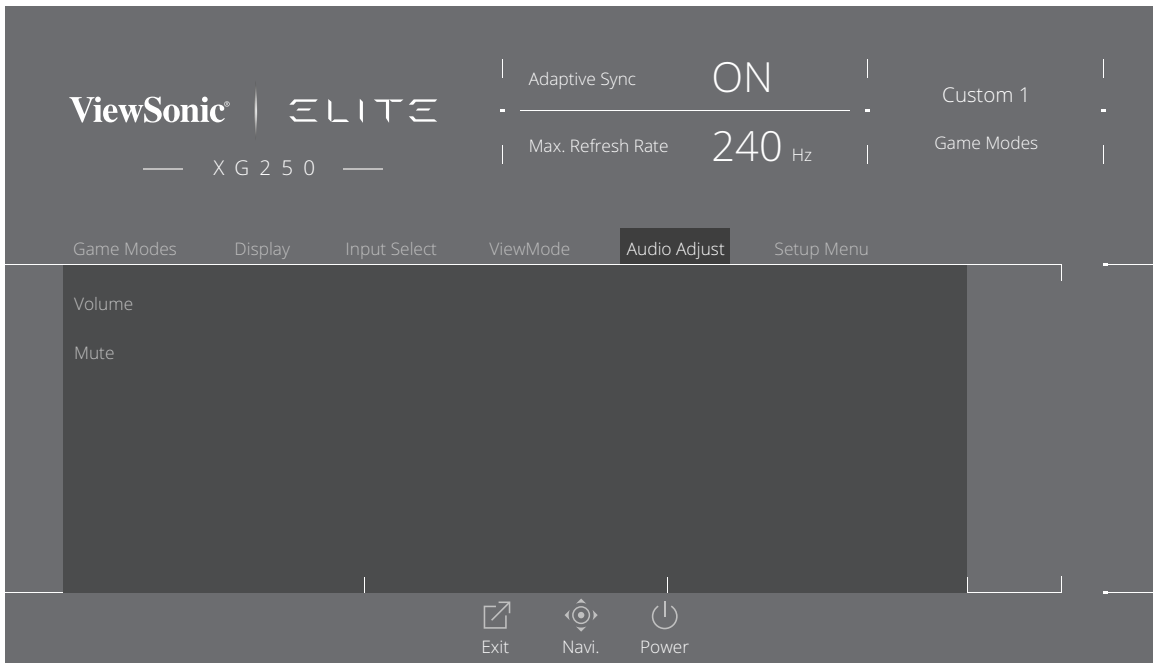 ViewSonic® ELITE
XG250
Adaptive Sync ON
Max. Refresh Rate 240 Hz
Custom 1
Game Modes
Game Modes Display Input Select ViewMode Audio Adjust Setup Menu
Volume
Mute
Exit Navi. Power